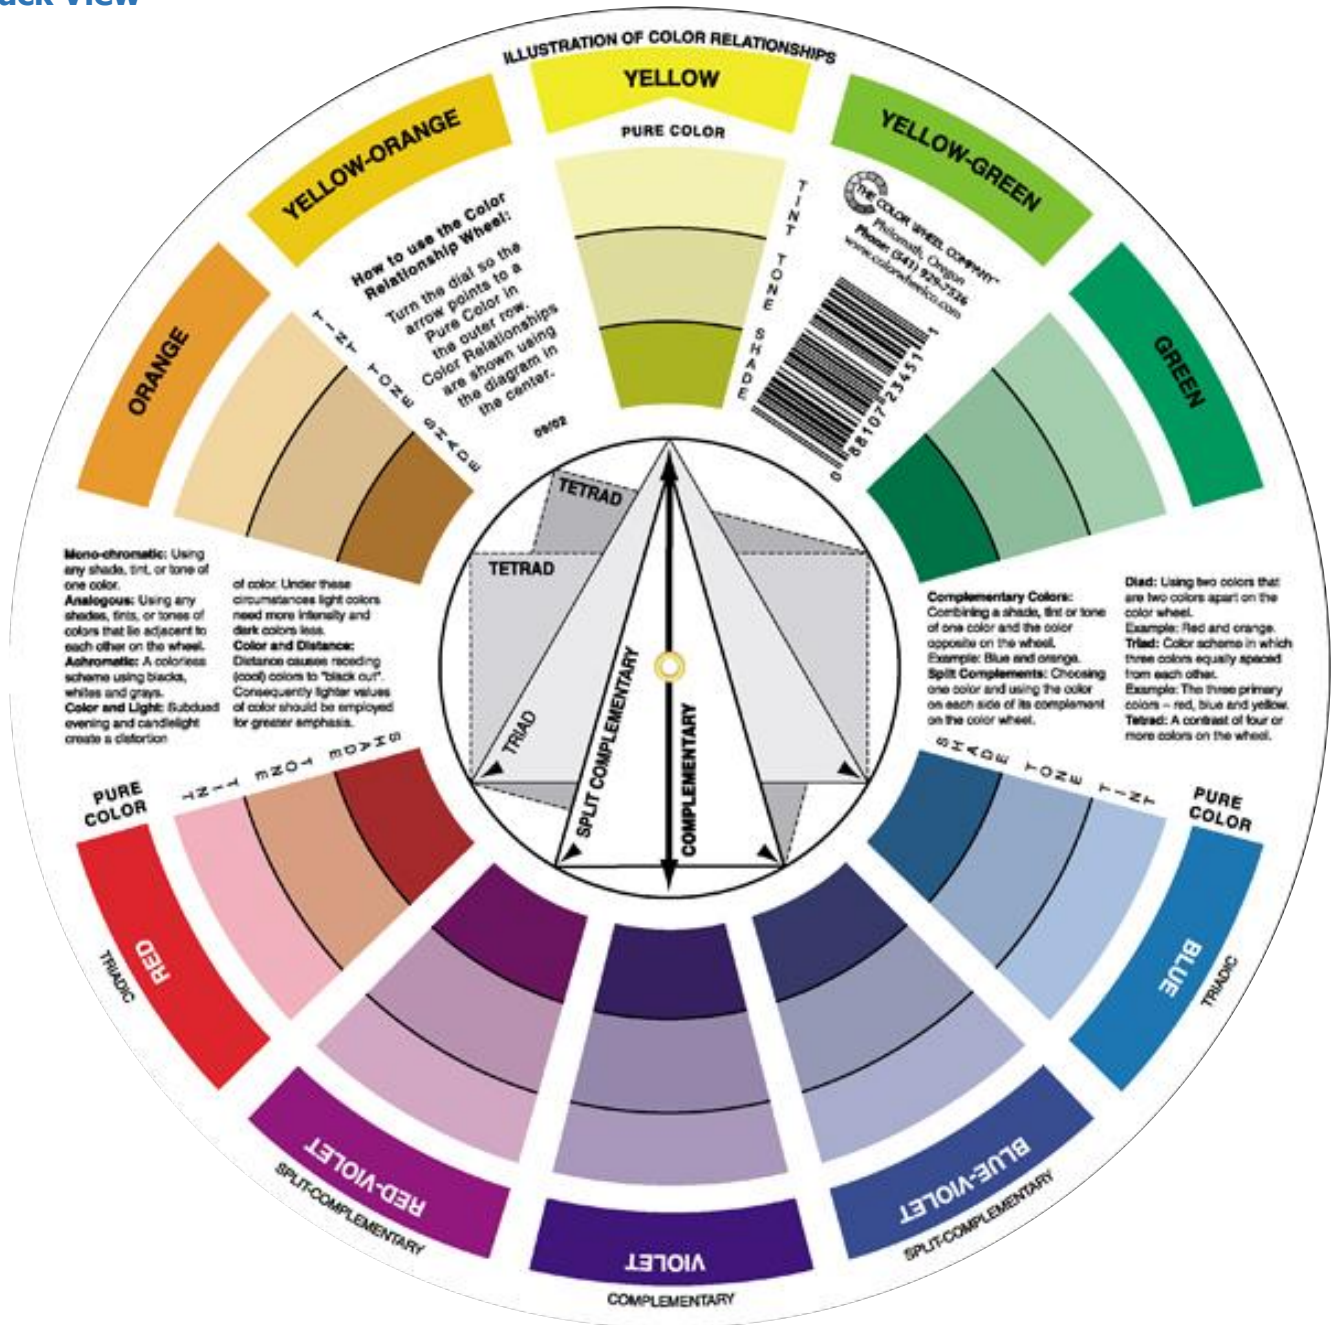 ack view
ILLUSTRATION OF COLOR RELATIONSHIPS
YELLOW
PURE COLOR
TINT TONE SHADE
YELLOW-ORANGE
YELLOW-GREEN
ORANGE
GREEN
TINT TONE SHADE
How to use the Color
Relationship Wheel:
Turn the dial so the
arrow points to a
Pure Color in
the outer row.
Color Relationships
are shown using
the diagram in
the center.
09/02
THE COLOR WHEEL COMPANY™
Philomath, Oregon
Phone: (541) 929-7526
www.colorwheelco.com
0 88107 23451 1
TETRAD
TETRAD
TRIAD
SPLIT COMPLEMENTARY
COMPLEMENTARY
Mono-chromatic: Using
any shade, tint, or tone of
one color.
Analogous: Using any
shades, tints, or tones of
colors that lie adjacent to
each other on the wheel.
Achromatic: A colorless
scheme using blacks,
whites and grays.
Color and Light: Subdued
evening and candlelight
create a distortion
of color. Under these
circumstances light colors
need more intensity and
dark colors less.
Color and Distance:
Distance causes receding
(cool) colors to "black out".
Consequently lighter values
of color should be employed
for greater emphasis.
Complementary Colors:
Combining a shade, tint or tone
of one color and the color
opposite on the wheel.
Example: Blue and orange.
Split Complements: Choosing
one color and using the color
on each side of its complement
on the color wheel.
Diad: Using two colors that
are two colors apart on the
color wheel.
Example: Red and orange.
Triad: Color scheme in which
three colors equally spaced
from each other.
Example: The three primary
colors – red, blue and yellow.
Tetrad: A contrast of four or
more colors on the wheel.
SHADE TONE TINT
SHADE TONE TINT
PURE
COLOR
PURE
COLOR
RED
TRIADIC
BLUE
TRIADIC
RED-VIOLET
SPLIT-COMPLEMENTARY
BLUE-VIOLET
SPLIT-COMPLEMENTARY
VIOLET
COMPLEMENTARY